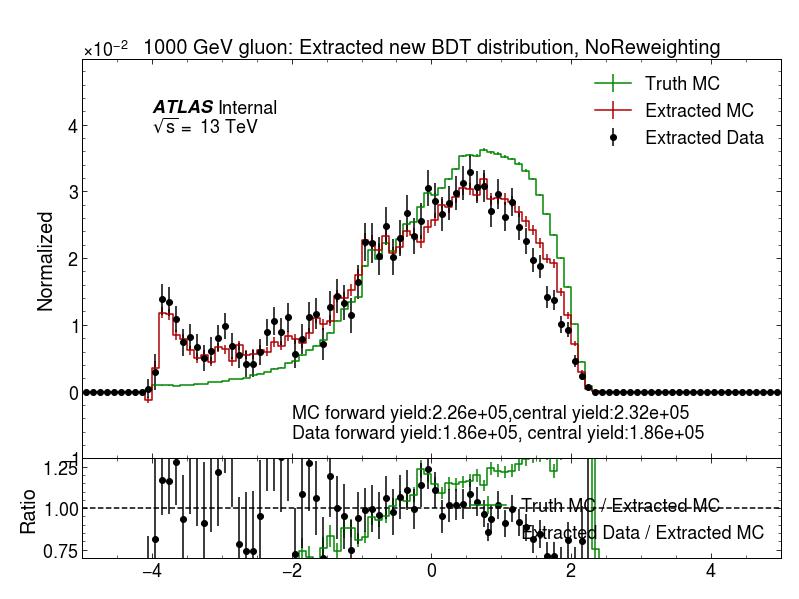 ×10⁻² 1000 GeV gluon: Extracted new BDT distribution, NoReweighting
Truth MC
Extracted MC
Extracted Data
ATLAS Internal
√s = 13 TeV
Normalized
4
3
2
1
0
MC forward yield:2.26e+05,central yield:2.32e+05
Data forward yield:1.86e+05, central yield:1.86e+05
Ratio
1.25
1.00
0.75
Truth MC / Extracted MC
Extracted Data / Extracted MC
−4 −2 0 2 4